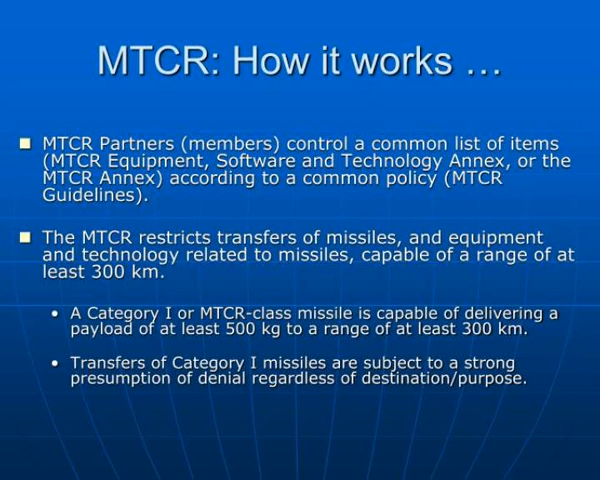 MTCR: How it works …
MTCR Partners (members) control a common list of items
(MTCR Equipment, Software and Technology Annex, or the
MTCR Annex) according to a common policy (MTCR
Guidelines).
The MTCR restricts transfers of missiles, and equipment
and technology related to missiles, capable of a range of at
least 300 km.
• A Category I or MTCR-class missile is capable of delivering a
payload of at least 500 kg to a range of at least 300 km.
• Transfers of Category I missiles are subject to a strong
presumption of denial regardless of destination/purpose.